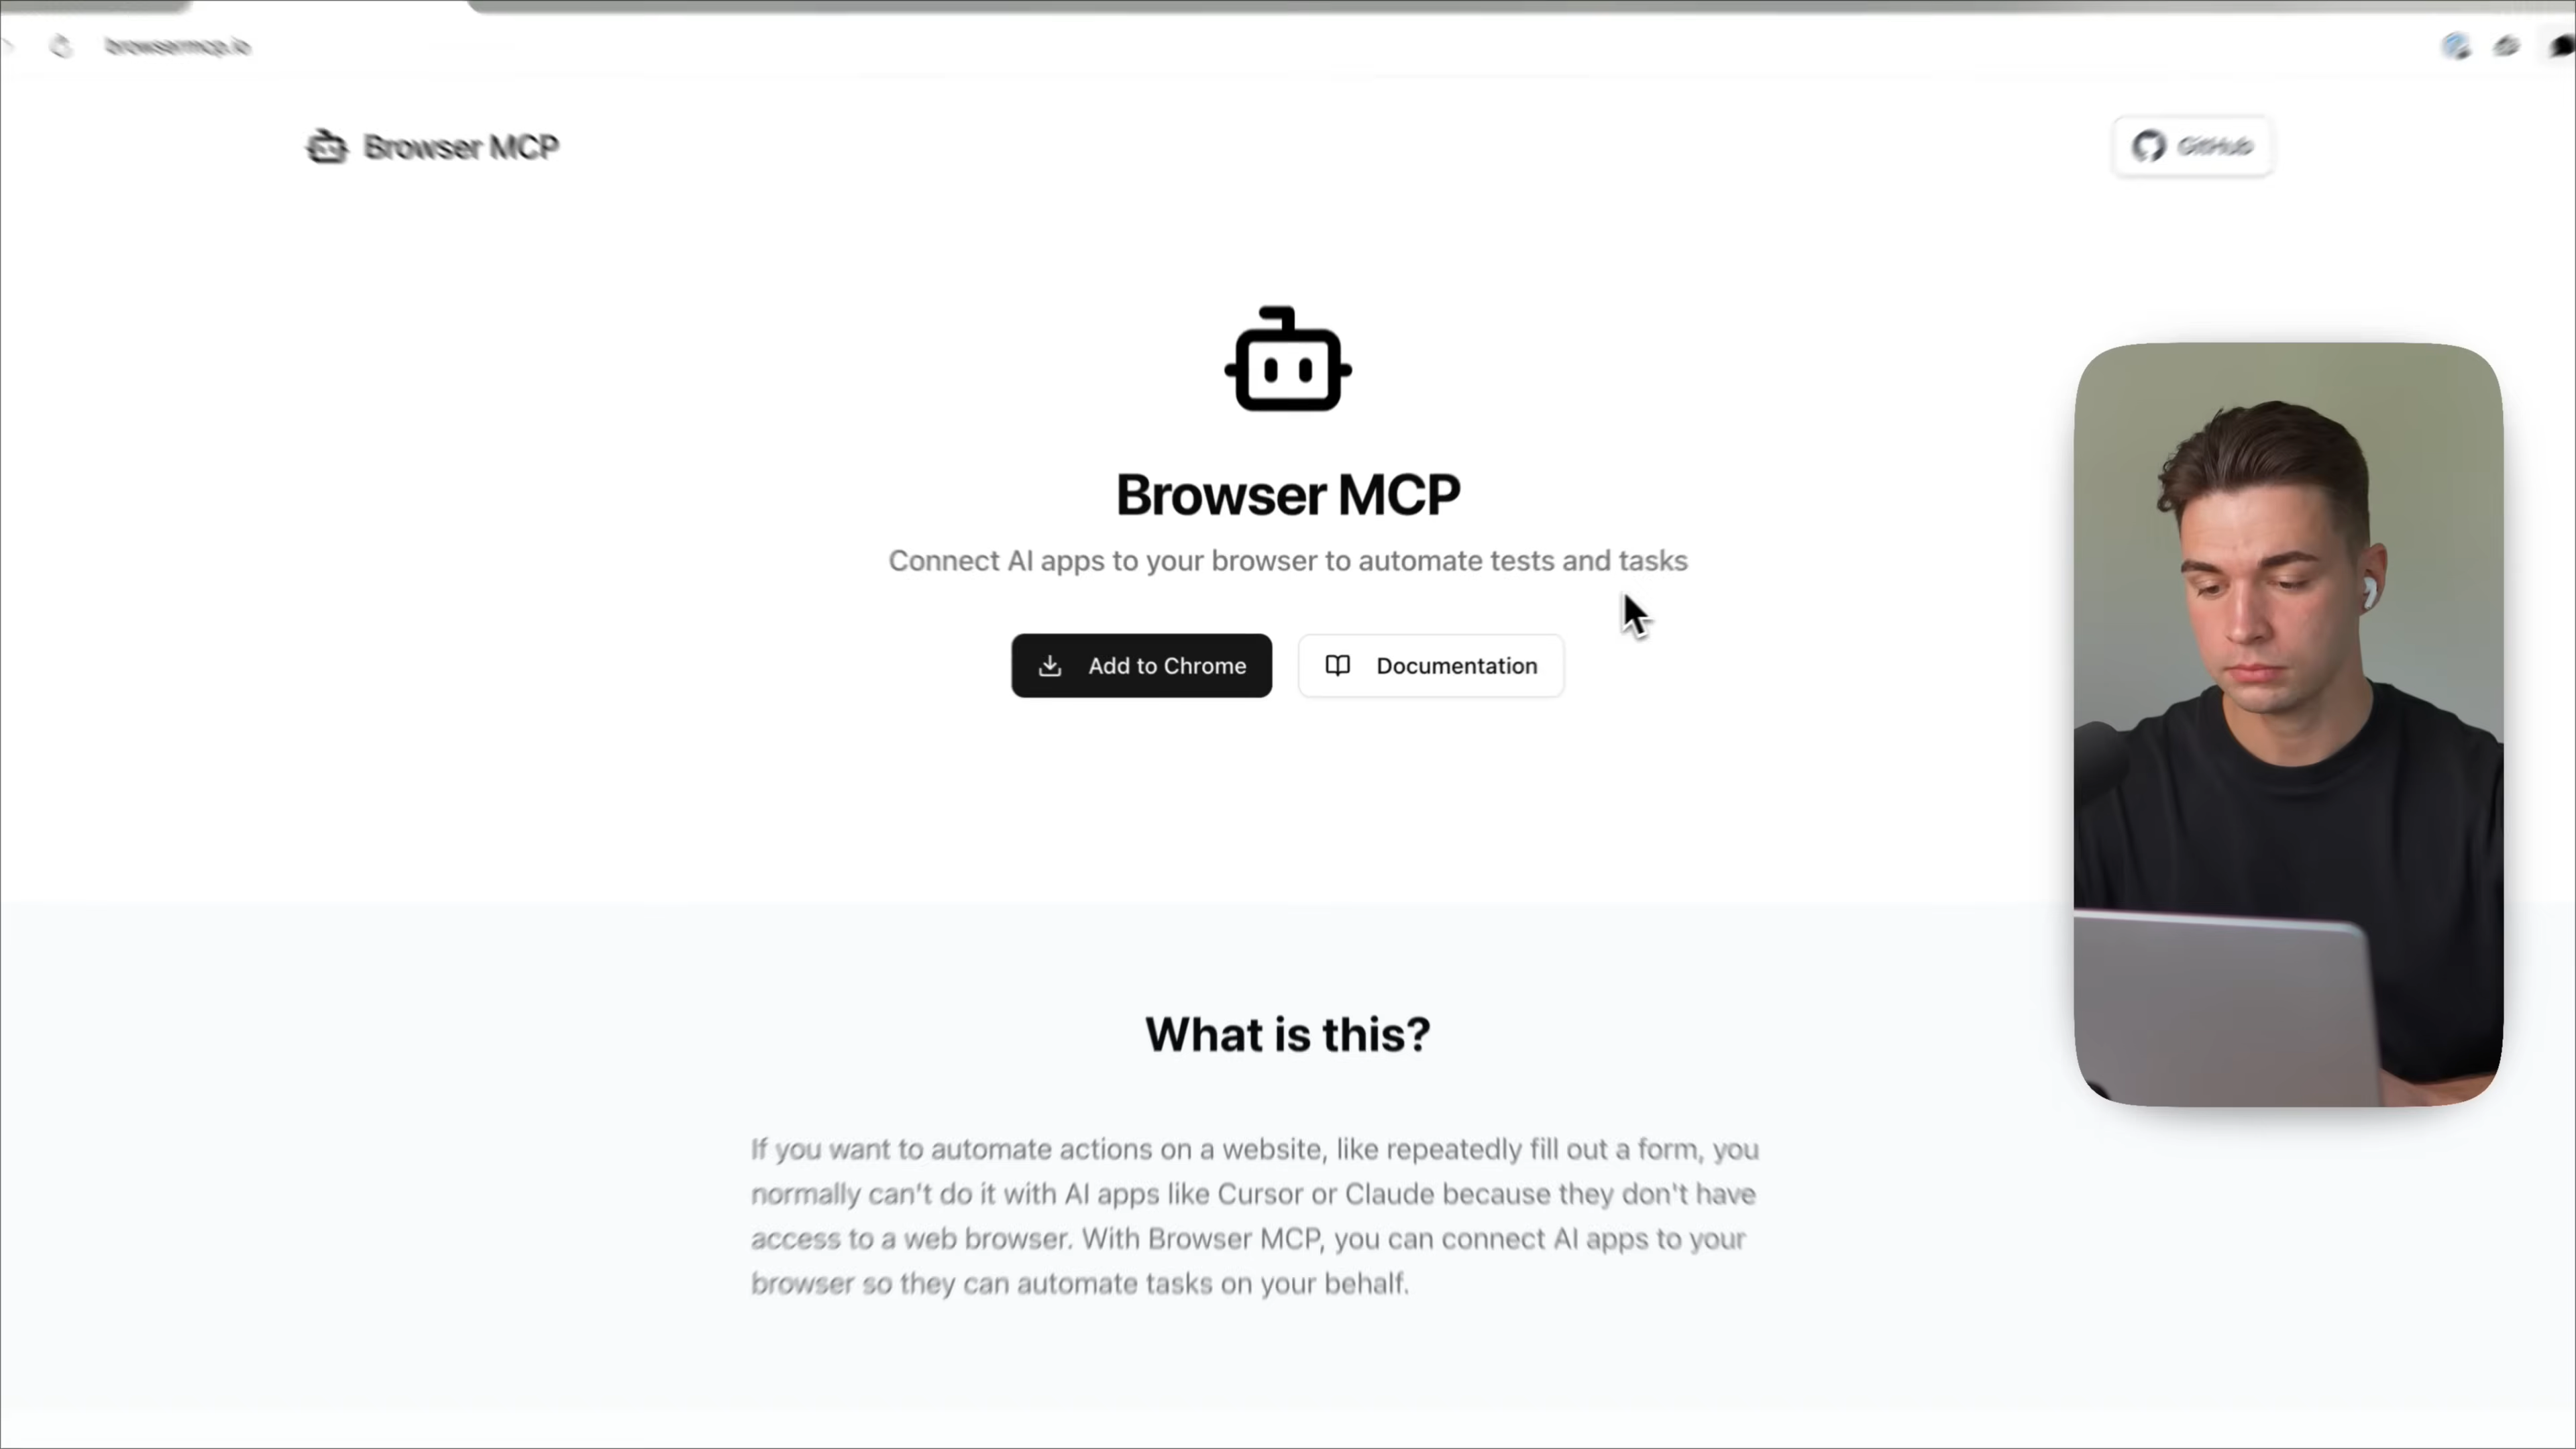 browsermcp.io
Browser MCP
GitHub
Browser MCP
Connect AI apps to your browser to automate tests and tasks
Add to Chrome
Documentation
What is this?
If you want to automate actions on a website, like repeatedly fill out a form, you
normally can't do it with AI apps like Cursor or Claude because they don't have
access to a web browser. With Browser MCP, you can connect AI apps to your
browser so they can automate tasks on your behalf.